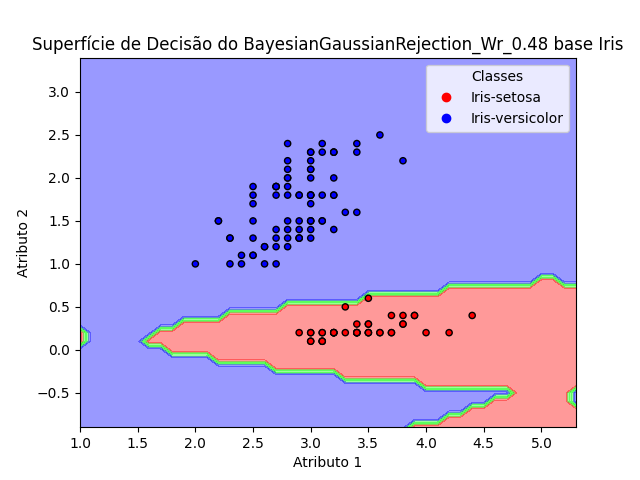 Superfície de Decisão do BayesianGaussianRejection_Wr_0.48 base Iris
Classes
Iris-setosa
Iris-versicolor
3.0
2.5
2.0
1.5
1.0
0.5
0.0
−0.5
Atributo 2
1.0 1.5 2.0 2.5 3.0 3.5 4.0 4.5 5.0
Atributo 1